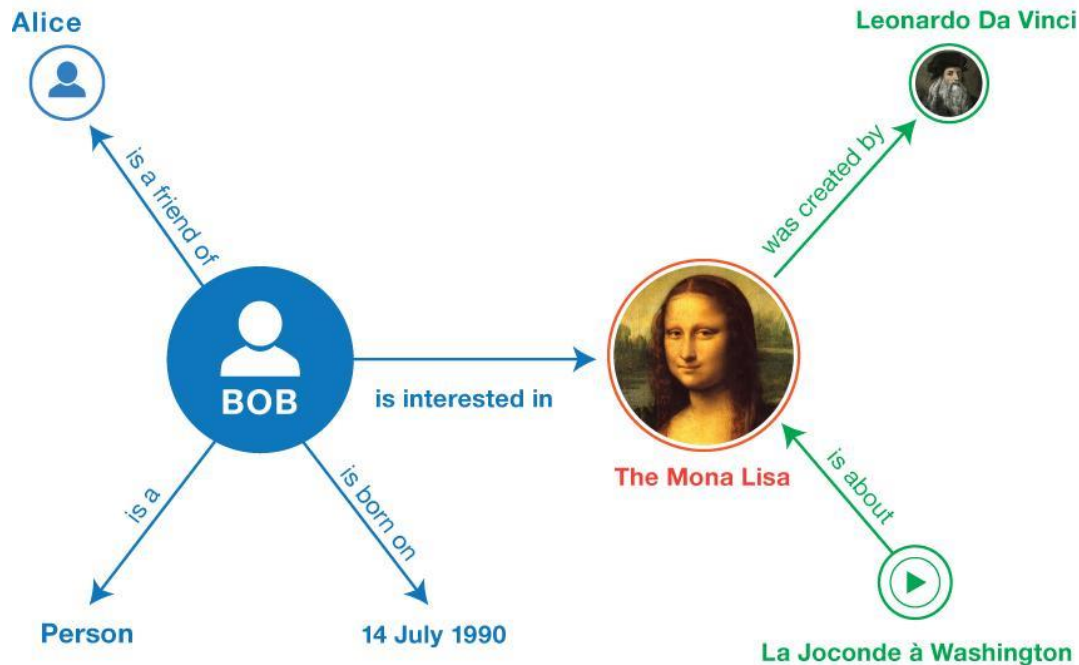 Alice
Leonardo Da Vinci
is a friend of
was created by
BOB
is interested in
The Mona Lisa
is a
is born on
is about
Person
14 July 1990
La Joconde à Washington